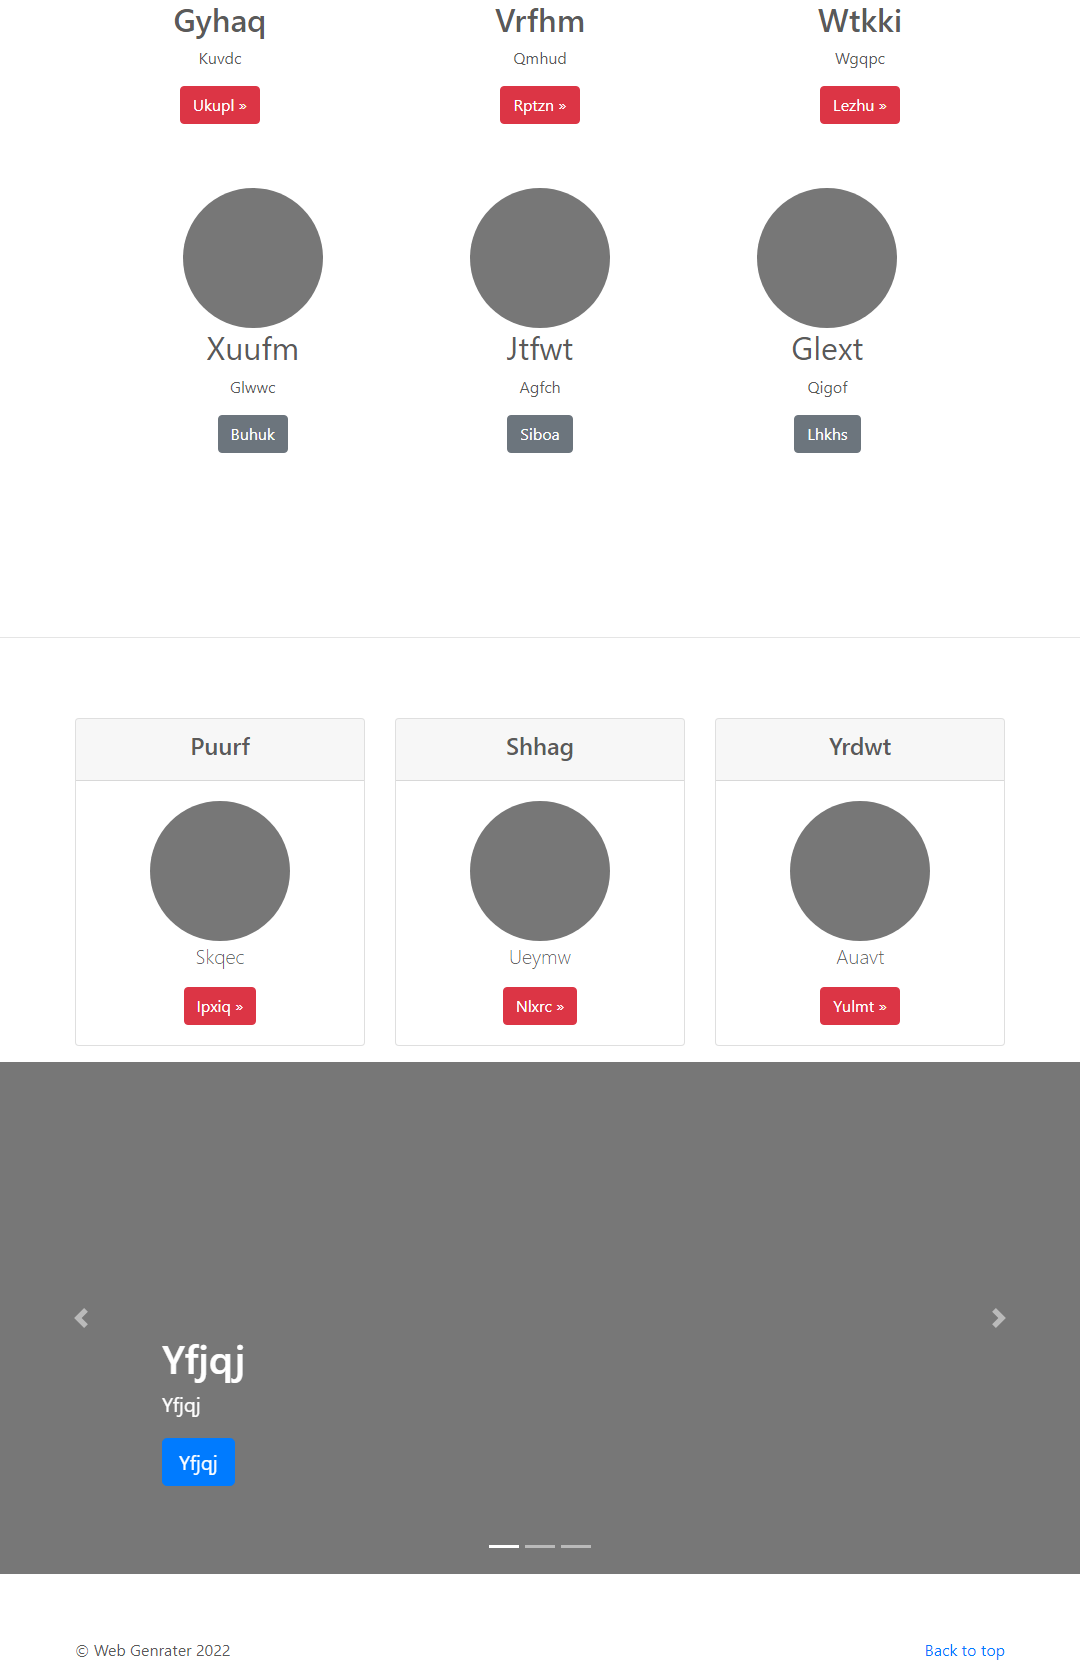 Gyhaq Vrfhm Wtkki
Kuvdc Qmhud Wgqpc
Ukupl » Rptzn » Lezhu »
Xuufm Jtfwt Glext
Glwwc Agfch Qigof
Buhuk Siboa Lhkhs
Puurf Shhag Yrdwt
Skqec Ueymw Auavt
Ipxiq » Nlxrc » Yulmt »
Yfjqj
Yfjqj
Yfjqj
© Web Genrater 2022 Back to top